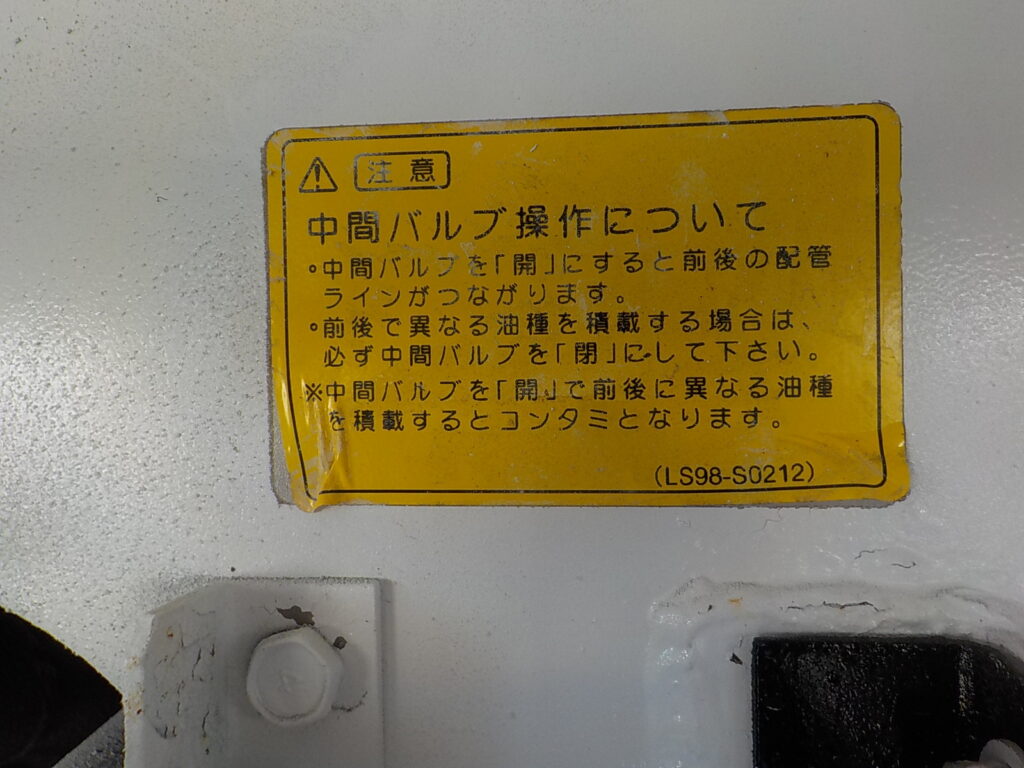 注意
中間バルブ操作について
・中間バルブを「開」にすると前後の配管
ラインがつながります。
・前後で異なる油種を積載する場合は、
必ず中間バルブを「閉」にして下さい。
※中間バルブを「開」で前後に異なる油種
を積載するとコンタミとなります。
(LS98-S0212)